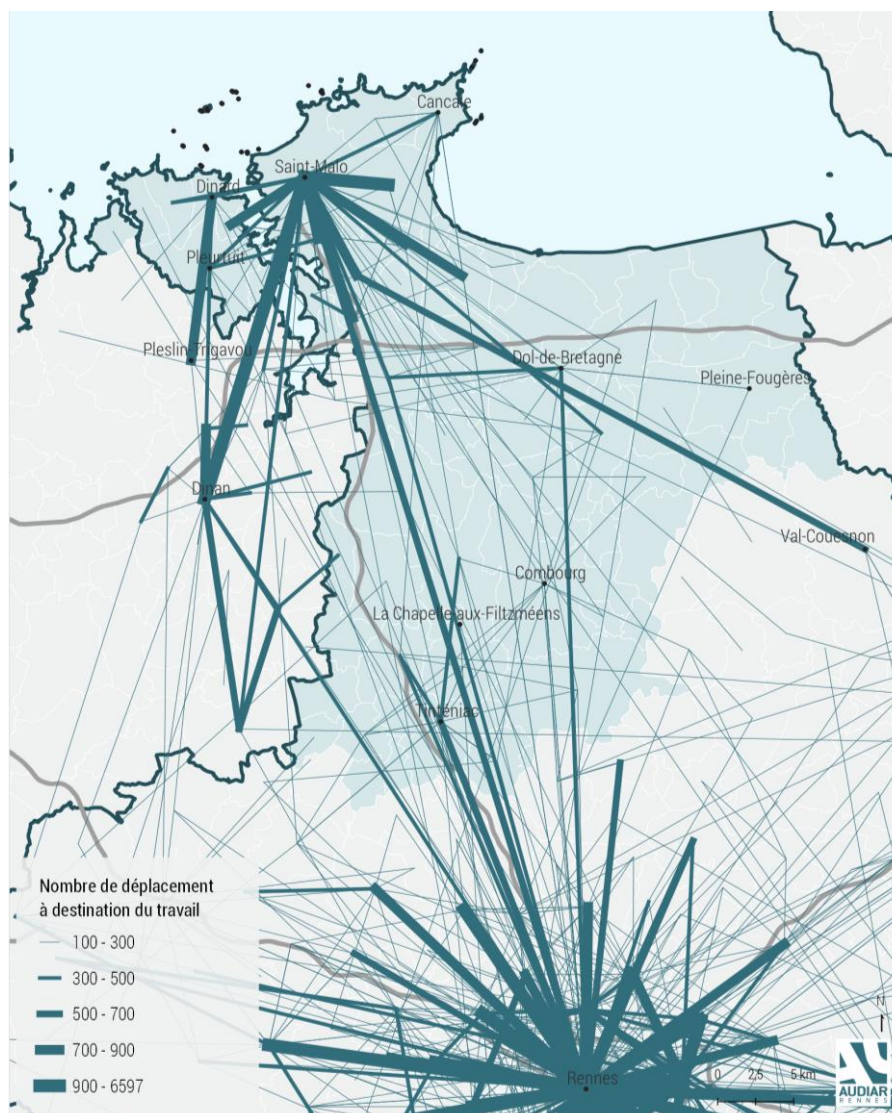 Cancale
Saint-Malo
Dinard
Pleurtuit
Pleslin-Trigavou
Dol-de-Bretagne
Pleine-Fougères
Dinan
Val-Couesnon
Combourg
La Chapelle aux-Filtzméens
Tinténiac
Nombre de déplacement
à destination du travail
100 - 300
300 - 500
500 - 700
700 - 900
900 - 6597
Rennes
N
0 2,5 5 km
AUDIAR
RENNES